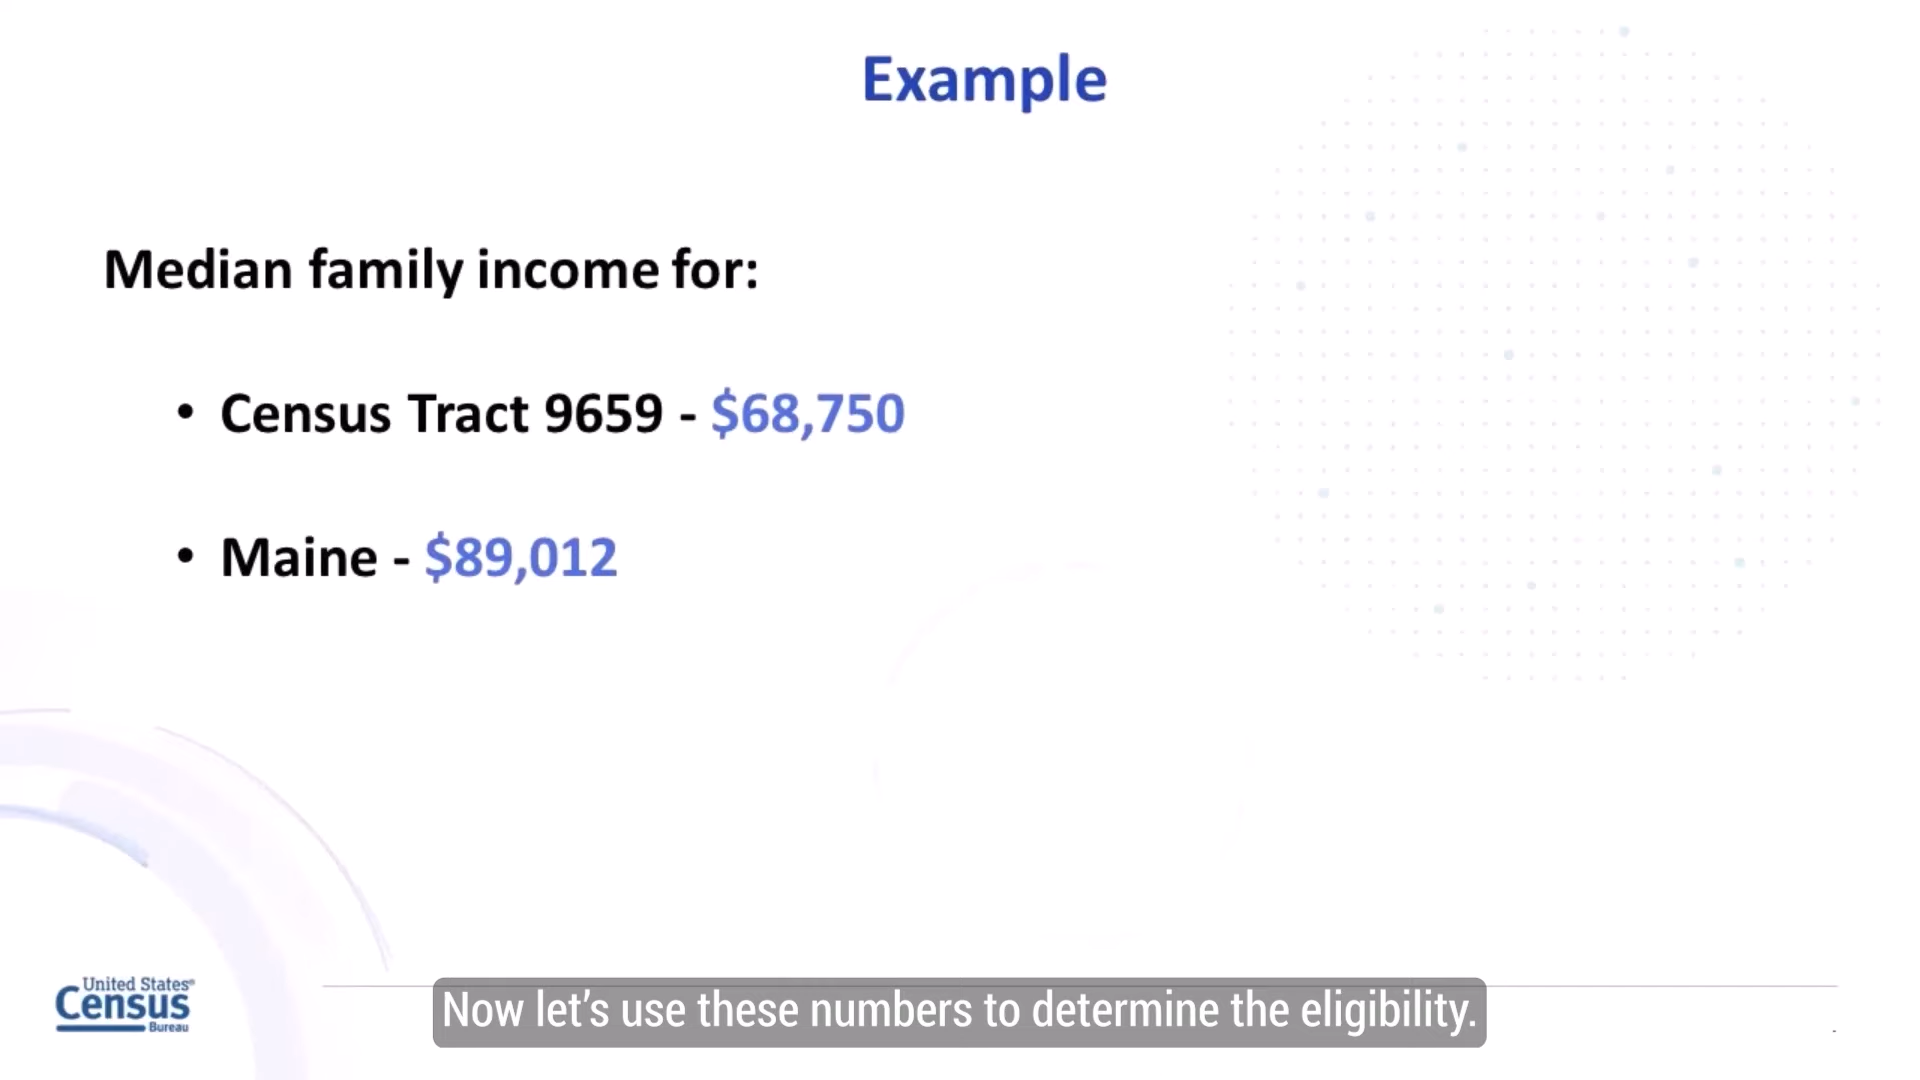 Example
Median family income for:
• Census Tract 9659 - $68,750
• Maine - $89,012
United States®
Census
Bureau
Now let's use these numbers to determine the eligibility.